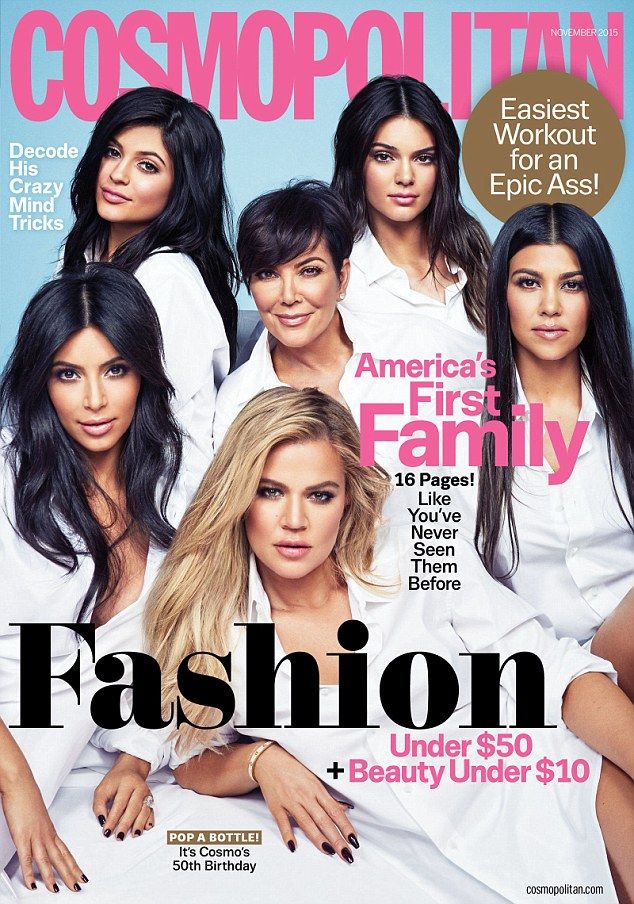 COSMOPOLITAN
NOVEMBER 2015
Decode
His
Crazy
Mind
Tricks
Easiest
Workout
for an
Epic Ass!
America's
First
Family
16 Pages!
Like
You've
Never
Seen
Them
Before
Fashion
Under $50
+ Beauty Under $10
POP A BOTTLE!
It's Cosmo's
50th Birthday
cosmopolitan.com